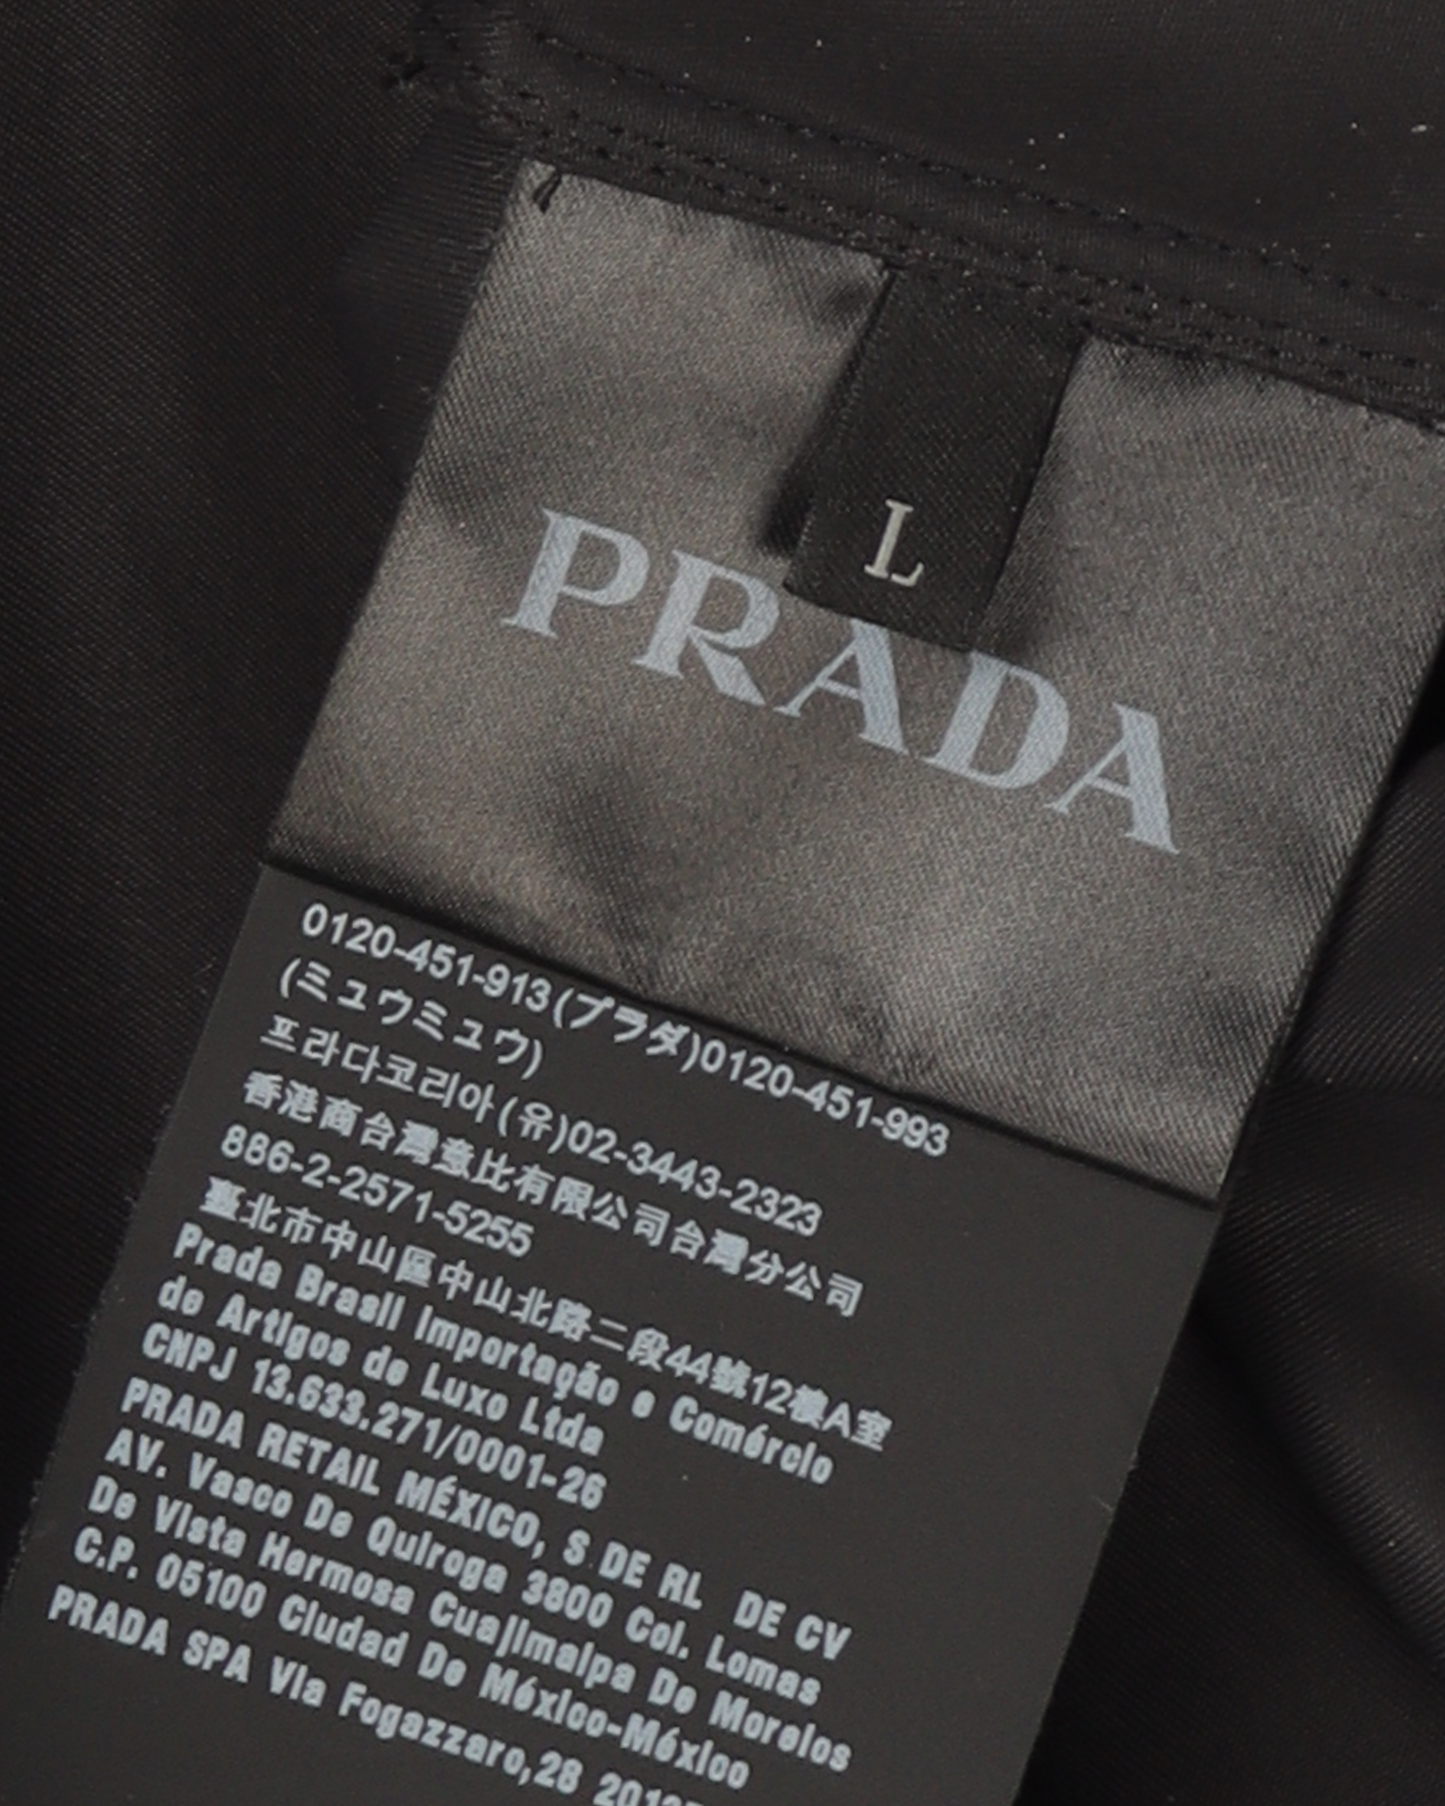 L
PRADA
0120-451-913(プラダ)0120-451-993
(ミュウミュウ)
프라다코리아(유)02-3443-2323
香港商台灣意比有限公司台灣分公司
886-2-2571-5255
臺北市中山區中山北路二段44號12樓A室
Prada Brasil Importação e Comércio
de Artigos de Luxo Ltda
CNPJ 13.633.271/0001-26
PRADA RETAIL MÉXICO, S DE RL DE CV
AV. Vasco De Quiroga 3800 Col. Lomas
De Vista Hermosa Cuajimalpa De Morelos
C.P. 05100 Ciudad De México-México
PRADA SPA Via Fogazzaro,28